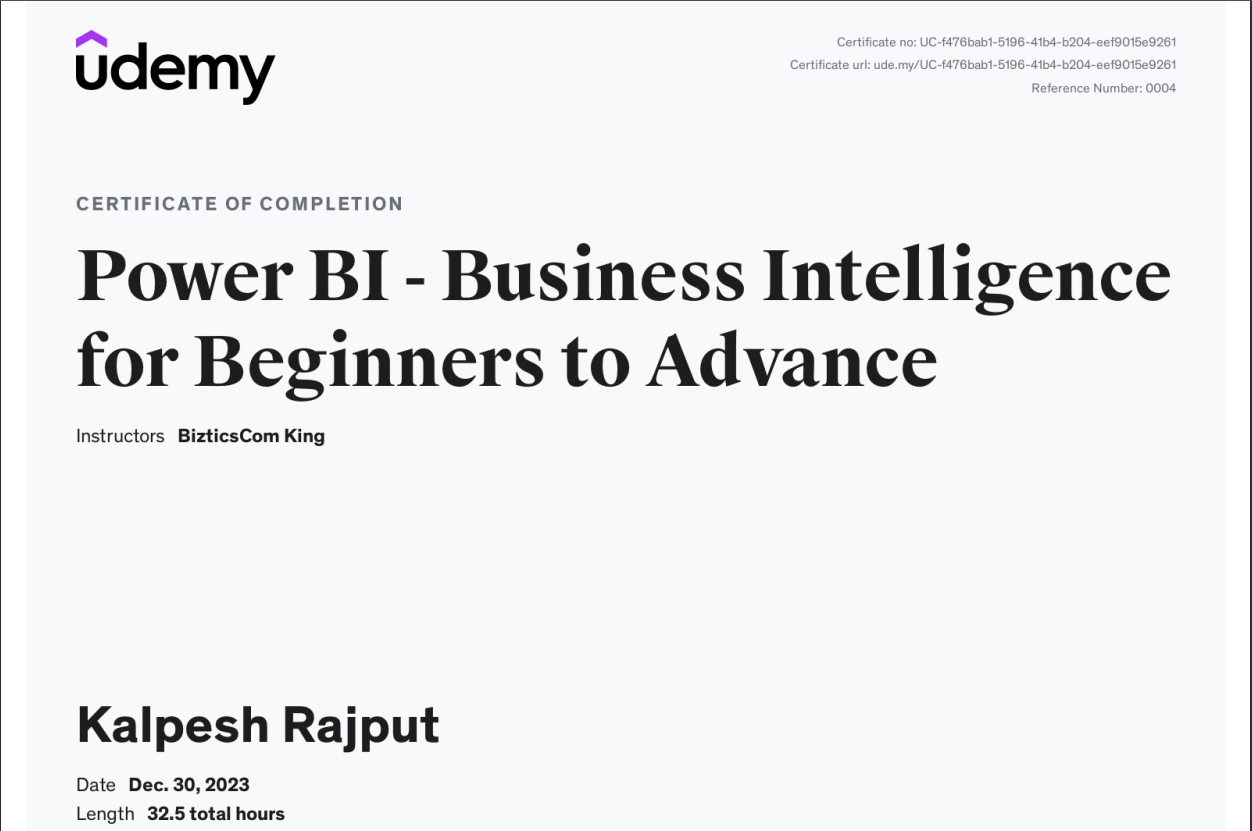 udemy
Certificate no: UC-f476bab1-5196-41b4-b204-eef9015e9261
Certificate url: ude.my/UC-f476bab1-5196-41b4-b204-eef9015e9261
Reference Number: 0004
CERTIFICATE OF COMPLETION
Power BI - Business Intelligence
for Beginners to Advance
Instructors BizticsCom King
Kalpesh Rajput
Date Dec. 30, 2023
Length 32.5 total hours